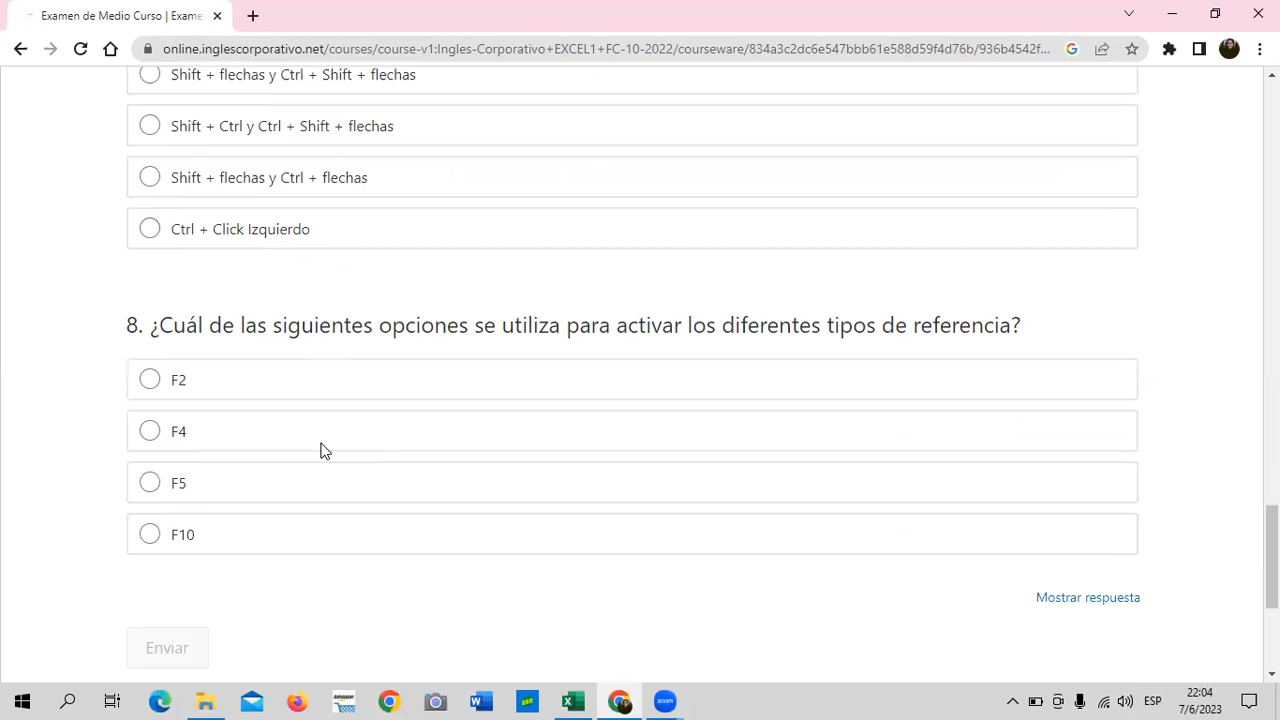 Examen de Medio Curso | Exame
online.inglescorporativo.net/courses/course-v1:Ingles-Corporativo+EXCEL1+FC-10-2022/courseware/634a3c2dc6e547bbb61e588d59f4d76b/936b4542f...
Shift + flechas y Ctrl + Shift + flechas
Shift + Ctrl y Ctrl + Shift + flechas
Shift + flechas y Ctrl + flechas
Ctrl + Click Izquierdo
8. ¿Cuál de las siguientes opciones se utiliza para activar los diferentes tipos de referencia?
F2
F4
F5
F10
Mostrar respuesta
Enviar
amazon
zoom
ESP
22:04
7/6/2023